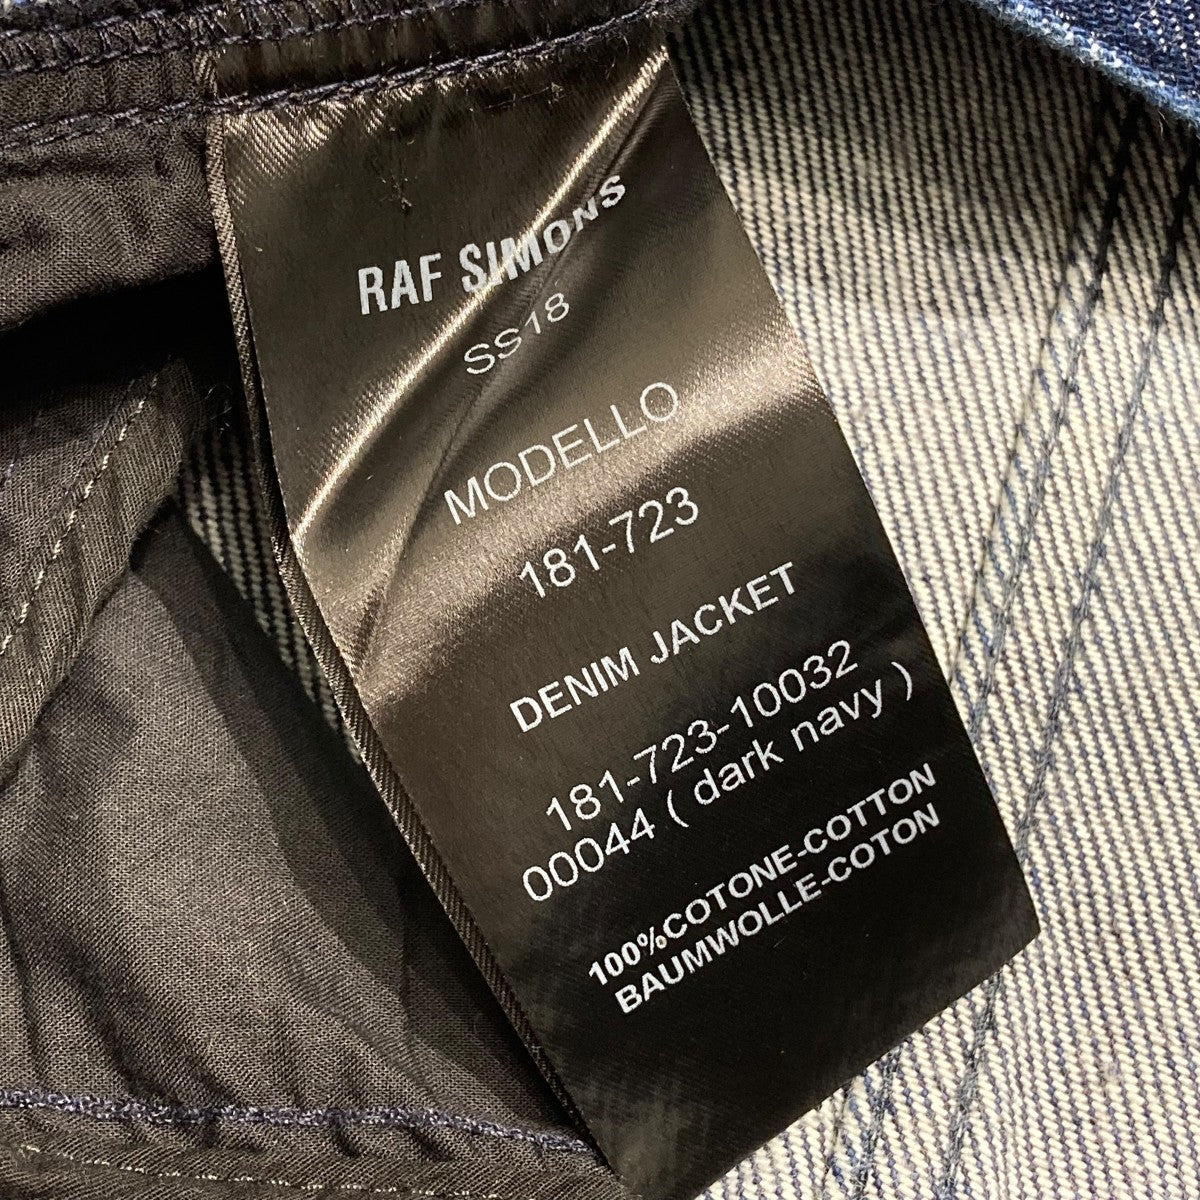 RAF SIMONS
SS18
MODELLO
181-723
DENIM JACKET
181-723-10032
00044 ( dark navy )
100%COTONE-COTTON
BAUMWOLLE-COTON